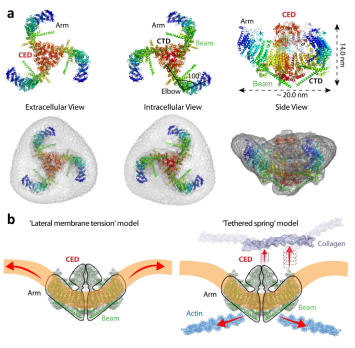 a
Arm
CED
CTD
Beam
100°
Elbow
Arm
CED
Beam
CTD
14.0 nm
~ 20.0 nm
Extracellular View
Intracellular View
Side View
b
'Lateral membrane tension' model
'Tethered spring' model
CED
Arm
Beam
CED
Collagen
Arm
Beam
Actin